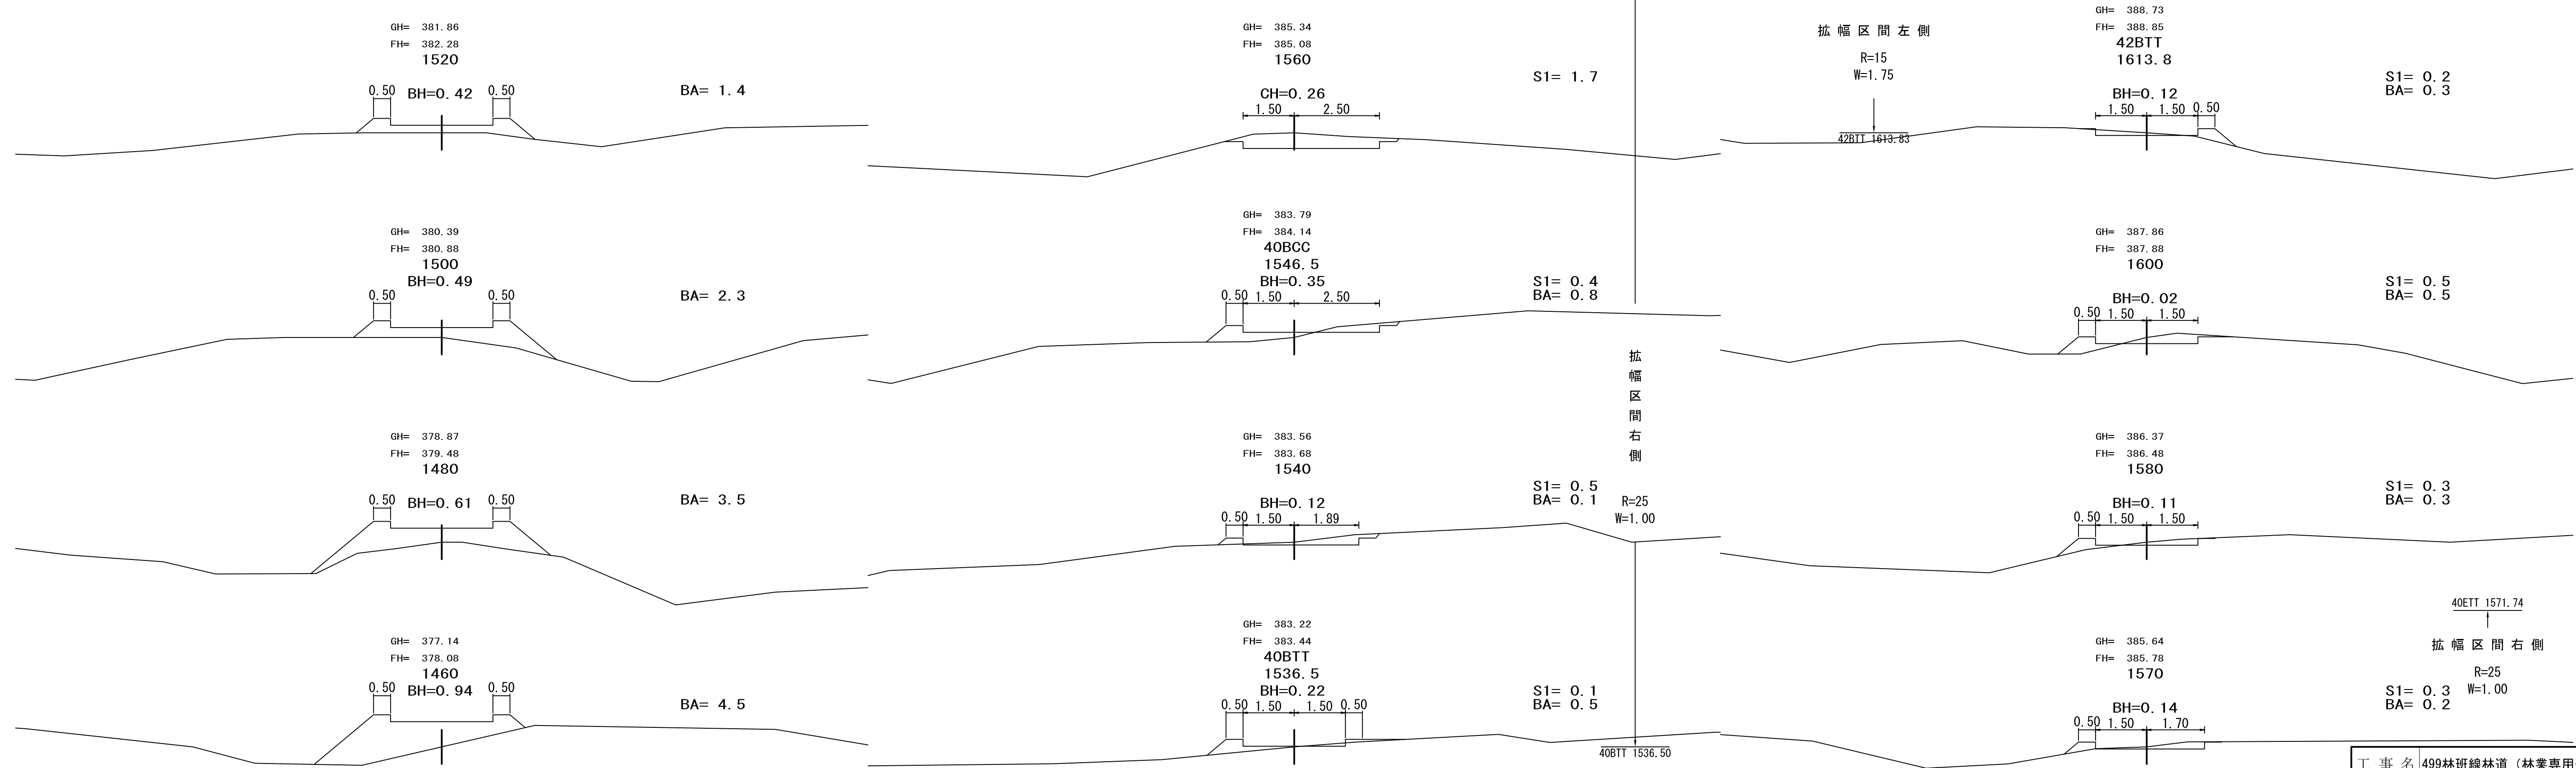 GH= 381.86
FH= 382.28
1520
0.50 BH=0.42 0.50
BA= 1.4
GH= 380.39
FH= 380.88
1500
BH=0.49
0.50 0.50
BA= 2.3
GH= 378.87
FH= 379.48
1480
0.50 BH=0.61 0.50
BA= 3.5
GH= 377.14
FH= 378.08
1460
0.50 BH=0.94 0.50
BA= 4.5
GH= 385.34
FH= 385.08
1560
S1= 1.7
CH=0.26
1.50 2.50
GH= 383.79
FH= 384.14
40BCC
1546.5
BH=0.35
S1= 0.4
BA= 0.8
0.50 1.50 2.50
GH= 383.56
FH= 383.68
1540
BH=0.12
S1= 0.5
BA= 0.1
0.50 1.50 1.89
GH= 383.22
FH= 383.44
40BTT
1536.5
BH=0.22
S1= 0.1
BA= 0.5
0.50 1.50 1.50 0.50
拡幅区間右側
R=25
W=1.00
40BTT 1536.50
拡幅区間左側
R=15
W=1.75
42BTT 1613.83
GH= 388.73
FH= 388.85
42BTT
1613.8
S1= 0.2
BA= 0.3
BH=0.12
1.50 1.50 0.50
GH= 387.86
FH= 387.88
1600
S1= 0.5
BA= 0.5
BH=0.02
0.50 1.50 1.50
GH= 386.37
FH= 386.48
1580
S1= 0.3
BA= 0.3
BH=0.11
0.50 1.50 1.50
40ETT 1571.74
拡幅区間右側
R=25
W=1.00
GH= 385.64
FH= 385.78
1570
S1= 0.3
BA= 0.2
BH=0.14
0.50 1.50 1.70
工事名 499林班線林道（林業専用